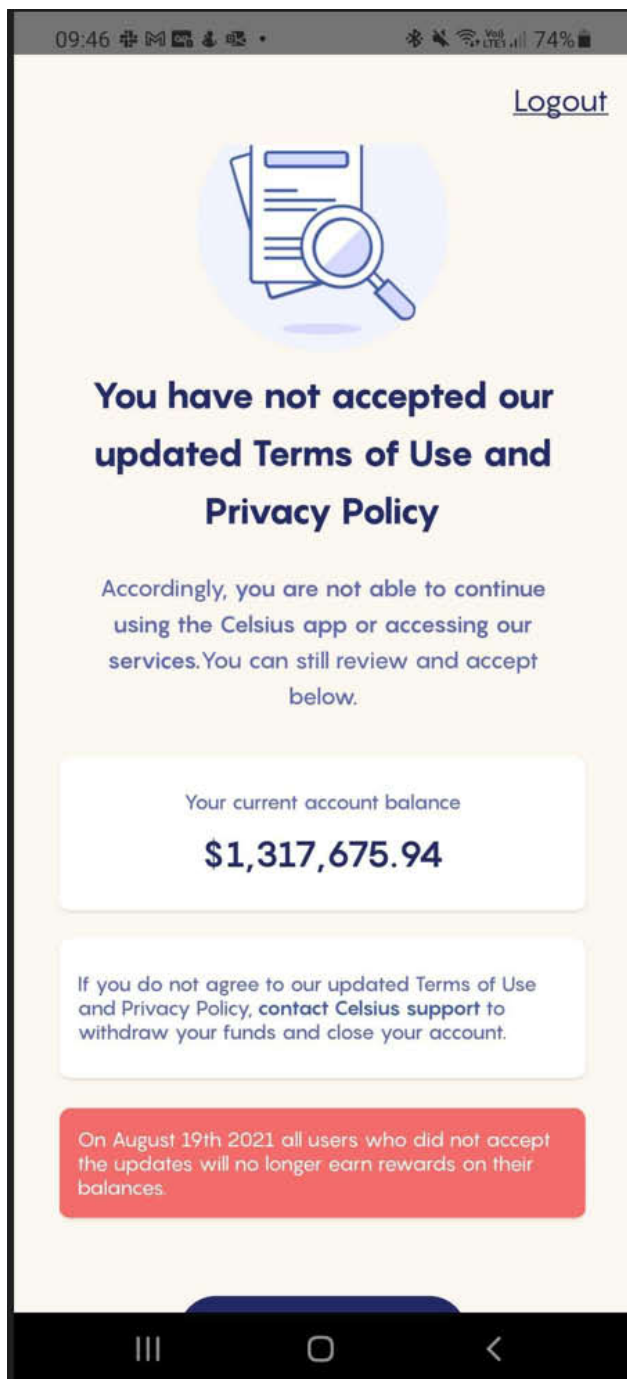 09:46
74%
Logout
You have not accepted our
updated Terms of Use and
Privacy Policy
Accordingly, you are not able to continue
using the Celsius app or accessing our
services.You can still review and accept
below.
Your current account balance
$1,317,675.94
If you do not agree to our updated Terms of Use
and Privacy Policy, contact Celsius support to
withdraw your funds and close your account.
On August 19th 2021 all users who did not accept
the updates will no longer earn rewards on their
balances.